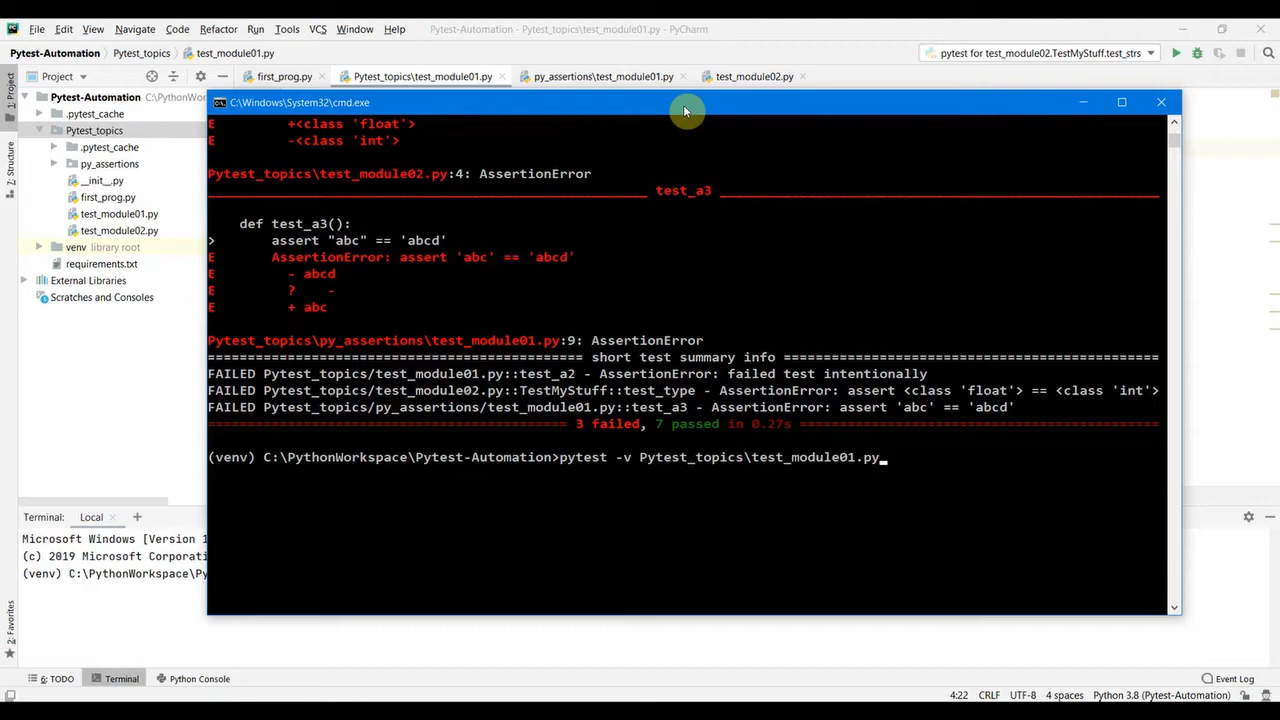 File Edit View Navigate Code Refactor Run Tools VCS Window Help Pytest-Automation - Pytest_topics\test_module01.py - PyCharm
Pytest-Automation Pytest_topics test_module01.py pytest for test_module02.TestMyStuff.test_strs
1: Project Project first_prog.py Pytest_topics\test_module01.py py_assertions\test_module01.py test_module02.py
Pytest-Automation C:\PythonWor
.pytest_cache
Pytest_topics
.pytest_cache
py_assertions
__init__.py
first_prog.py
test_module01.py
test_module02.py
venv library root
requirements.txt
External Libraries
Scratches and Consoles
7: Structure
C:\Windows\System32\cmd.exe
E +<class 'float'>
E -<class 'int'>
Pytest_topics\test_module02.py:4: AssertionError
test_a3
def test_a3():
> assert "abc" == 'abcd'
E AssertionError: assert 'abc' == 'abcd'
E - abcd
E ? -
E + abc
Pytest_topics\py_assertions\test_module01.py:9: AssertionError
=============================================== short test summary info ===============================================
FAILED Pytest_topics/test_module01.py::test_a2 - AssertionError: failed test intentionally
FAILED Pytest_topics/test_module02.py::TestMyStuff::test_type - AssertionError: assert <class 'float'> == <class 'int'>
FAILED Pytest_topics/py_assertions/test_module01.py::test_a3 - AssertionError: assert 'abc' == 'abcd'
============================================= 3 failed, 7 passed in 0.27s =============================================
(venv) C:\PythonWorkspace\Pytest-Automation>pytest -v Pytest_topics\test_module01.py
Terminal: Local +
Microsoft Windows [Version 1
(c) 2019 Microsoft Corporati
(venv) C:\PythonWorkspace\Py
2: Favorites
6: TODO Terminal Python Console Event Log
4:22 CRLF UTF-8 4 spaces Python 3.8 (Pytest-Automation)